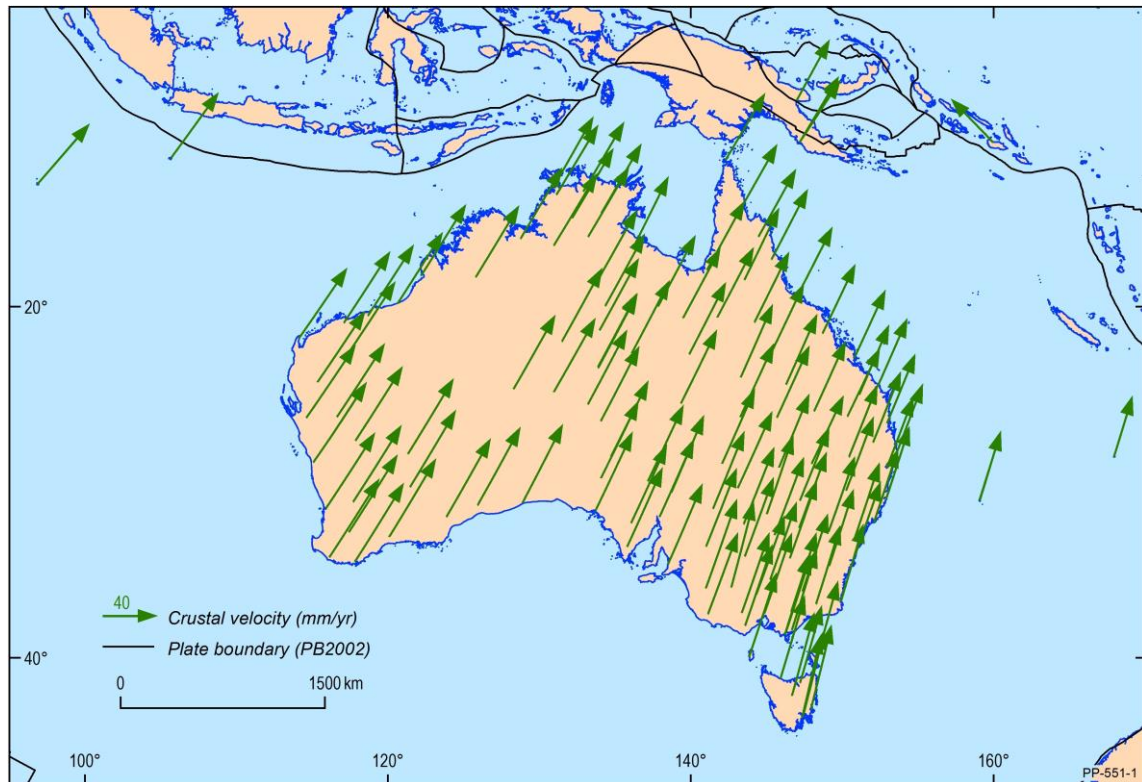 20°
40
Crustal velocity (mm/yr)
Plate boundary (PB2002)
40°
0 1500 km
100° 120° 140° 160°
PP-551-1